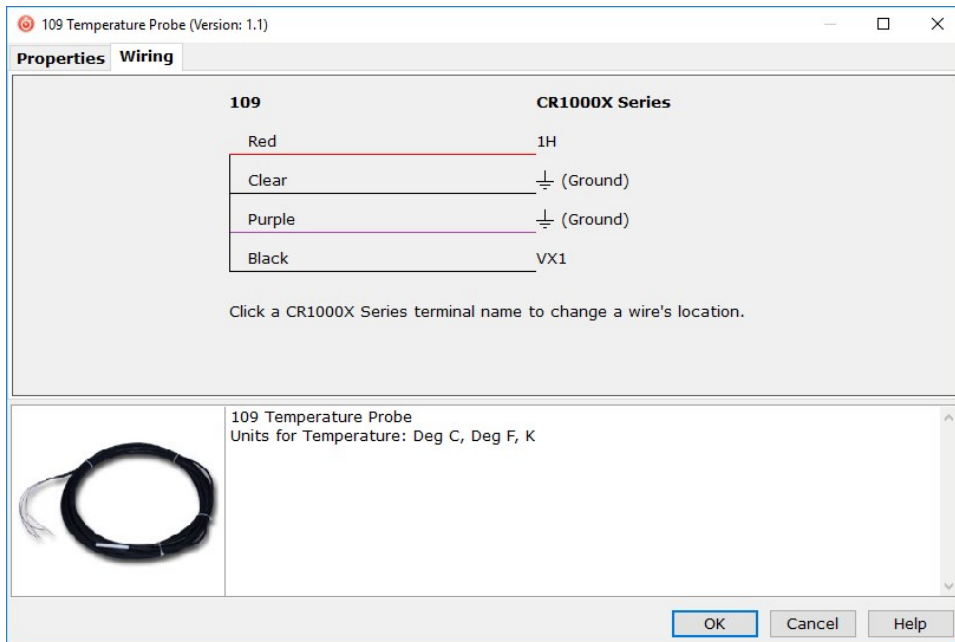 109 Temperature Probe (Version: 1.1)
Properties Wiring
109 CR1000X Series
Red 1H
Clear ⏚ (Ground)
Purple ⏚ (Ground)
Black VX1
Click a CR1000X Series terminal name to change a wire's location.
109 Temperature Probe
Units for Temperature: Deg C, Deg F, K
OK Cancel Help